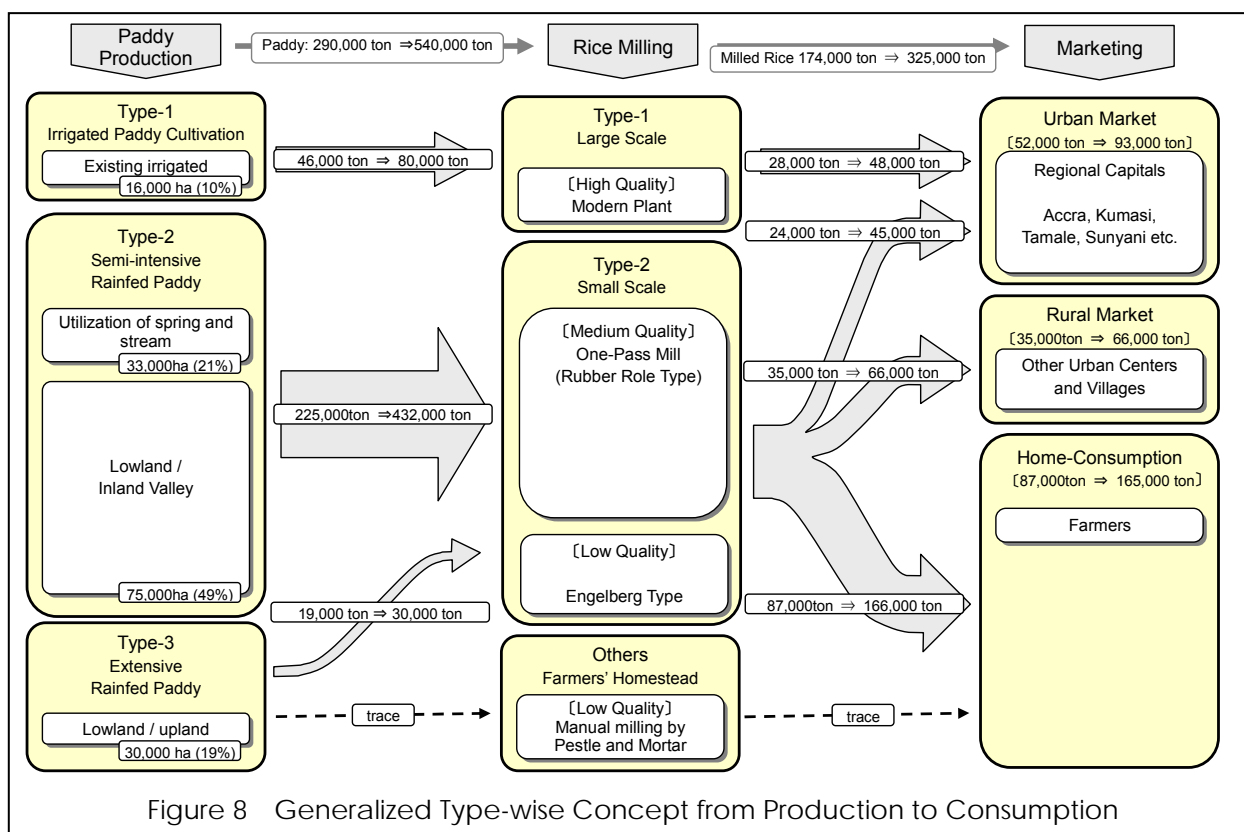 Paddy
Production
Paddy: 290,000 ton ⇒540,000 ton
Rice Milling
Milled Rice 174,000 ton ⇒ 325,000 ton
Marketing
Type-1
Irrigated Paddy Cultivation
Existing irrigated
16,000 ha (10%)
Type-2
Semi-intensive
Rainfed Paddy
Utilization of spring and
stream
33,000ha (21%)
Lowland /
Inland Valley
75,000ha (49%)
Type-3
Extensive
Rainfed Paddy
Lowland / upland
30,000 ha (19%)
46,000 ton ⇒ 80,000 ton
225,000ton ⇒432,000 ton
19,000 ton ⇒ 30,000 ton
trace
Type-1
Large Scale
〔High Quality〕
Modern Plant
Type-2
Small Scale
〔Medium Quality〕
One-Pass Mill
(Rubber Role Type)
〔Low Quality〕
Engelberg Type
Others
Farmers' Homestead
〔Low Quality〕
Manual milling by
Pestle and Mortar
28,000 ton ⇒ 48,000 ton
24,000 ton ⇒ 45,000 ton
35,000 ton ⇒ 66,000 ton
87,000ton ⇒ 166,000 ton
trace
Urban Market
〔52,000 ton ⇒ 93,000 ton〕
Regional Capitals
Accra, Kumasi,
Tamale, Sunyani etc.
Rural Market
〔35,000ton ⇒ 66,000 ton〕
Other Urban Centers
and Villages
Home-Consumption
〔87,000ton ⇒ 165,000 ton〕
Farmers
Figure 8 Generalized Type-wise Concept from Production to Consumption